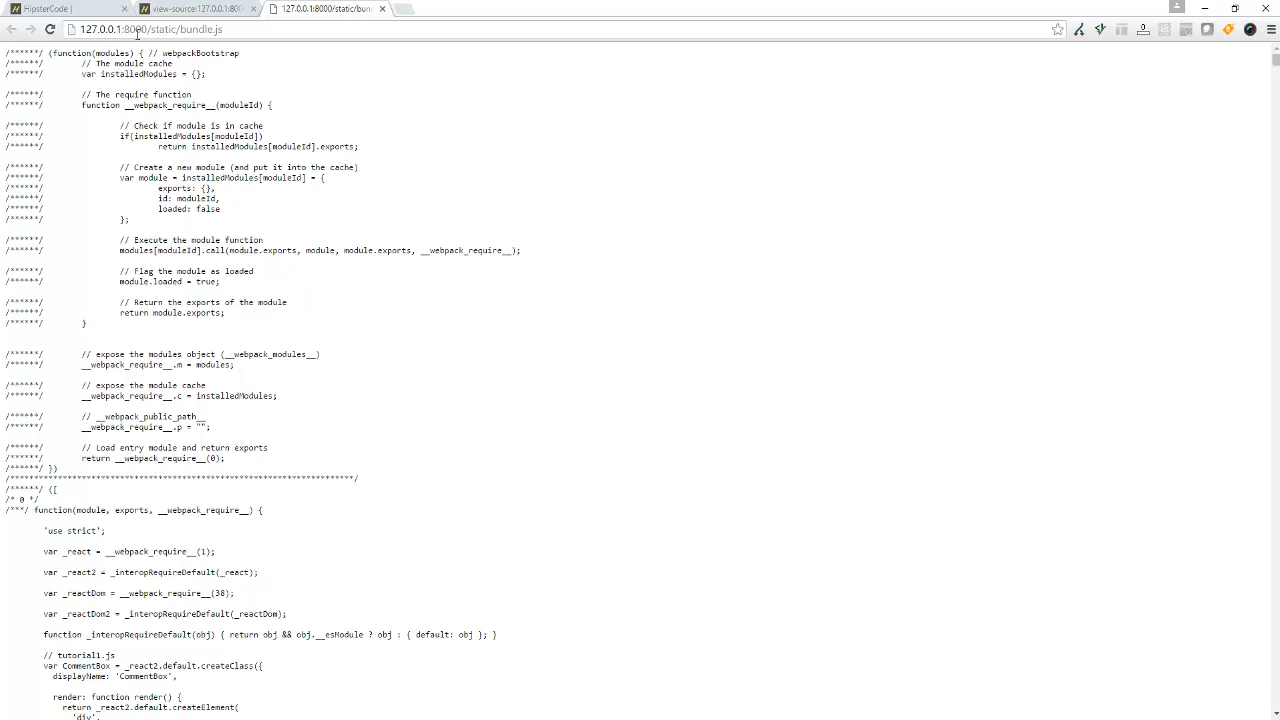 HipsterCode |
view-source:127.0.0.1:800
127.0.0.1:8000/static/bun
127.0.0.1:8000/static/bundle.js
/******/ (function(modules) { // webpackBootstrap
/******/ // The module cache
/******/ var installedModules = {};
/******/ // The require function
/******/ function __webpack_require__(moduleId) {
/******/ // Check if module is in cache
/******/ if(installedModules[moduleId])
/******/ return installedModules[moduleId].exports;
/******/ // Create a new module (and put it into the cache)
/******/ var module = installedModules[moduleId] = {
/******/ exports: {},
/******/ id: moduleId,
/******/ loaded: false
/******/ };
/******/ // Execute the module function
/******/ modules[moduleId].call(module.exports, module, module.exports, __webpack_require__);
/******/ // Flag the module as loaded
/******/ module.loaded = true;
/******/ // Return the exports of the module
/******/ return module.exports;
/******/ }
/******/ // expose the modules object (__webpack_modules__)
/******/ __webpack_require__.m = modules;
/******/ // expose the module cache
/******/ __webpack_require__.c = installedModules;
/******/ // __webpack_public_path__
/******/ __webpack_require__.p = "";
/******/ // Load entry module and return exports
/******/ return __webpack_require__(0);
/******/ })
/************************************************************************/
/******/ ([
/* 0 */
/***/ function(module, exports, __webpack_require__) {
'use strict';
var _react = __webpack_require__(1);
var _react2 = _interopRequireDefault(_react);
var _reactDom = __webpack_require__(38);
var _reactDom2 = _interopRequireDefault(_reactDom);
function _interopRequireDefault(obj) { return obj && obj.__esModule ? obj : { default: obj }; }
// tutorial1.js
var CommentBox = _react2.default.createClass({
displayName: 'CommentBox',
render: function render() {
return _react2.default.createElement(
'div',